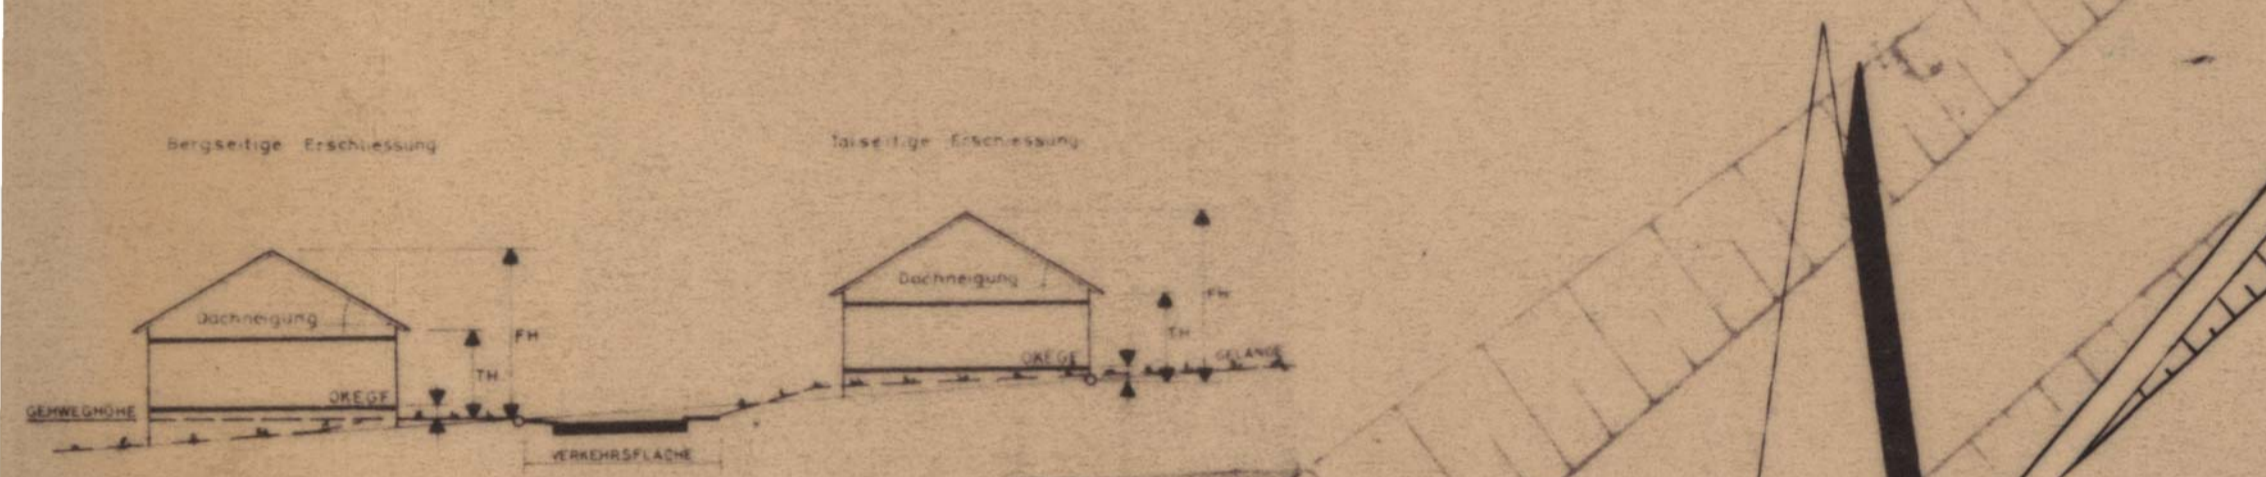 Bergseitige Erschliessung
Talseitige Erschliessung
Dachneigung
FH
TH
OKEGF
GEHWEGHÖHE
VERKEHRSFLÄCHE
Dachneigung
FH
TH
OKEGF
GELÄNDE